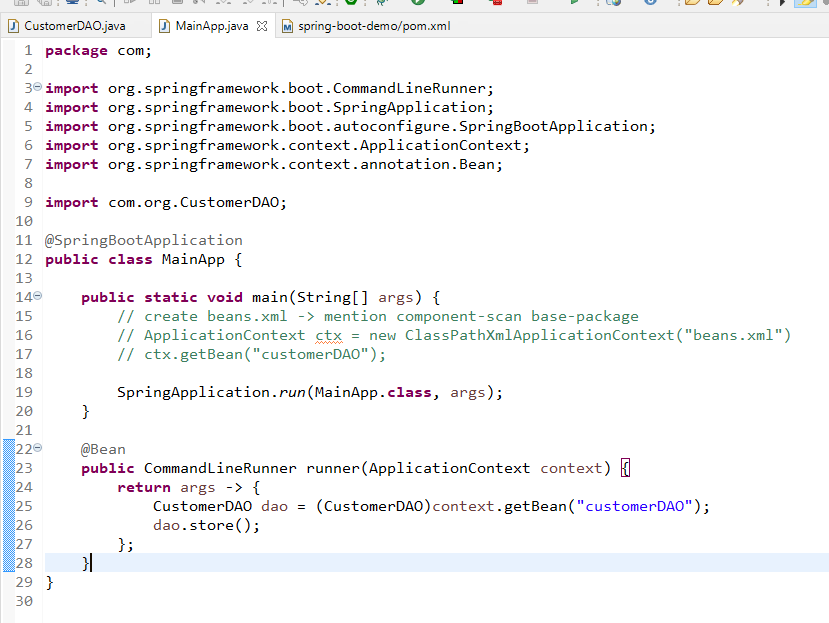 CustomerDAO.java MainApp.java spring-boot-demo/pom.xml
1 package com;
2
3 import org.springframework.boot.CommandLineRunner;
4 import org.springframework.boot.SpringApplication;
5 import org.springframework.boot.autoconfigure.SpringBootApplication;
6 import org.springframework.context.ApplicationContext;
7 import org.springframework.context.annotation.Bean;
8
9 import com.org.CustomerDAO;
10
11 @SpringBootApplication
12 public class MainApp {
13
14     public static void main(String[] args) {
15         // create beans.xml -> mention component-scan base-package
16         // ApplicationContext ctx = new ClassPathXmlApplicationContext("beans.xml")
17         // ctx.getBean("customerDAO");
18
19         SpringApplication.run(MainApp.class, args);
20     }
21
22     @Bean
23     public CommandLineRunner runner(ApplicationContext context) {
24         return args -> {
25             CustomerDAO dao = (CustomerDAO)context.getBean("customerDAO");
26             dao.store();
27         };
28     }
29 }
30